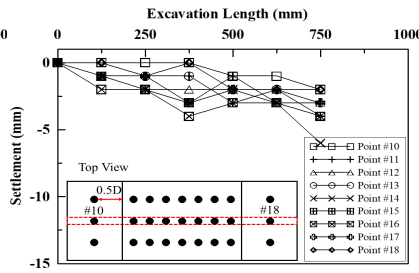 Excavation Length (mm)
0 0 250 500 750 1000
Settlement (mm)
0
-5
-10
-15
Top View
0.5D
#10 #18
Point #10
Point #11
Point #12
Point #13
Point #14
Point #15
Point #16
Point #17
Point #18